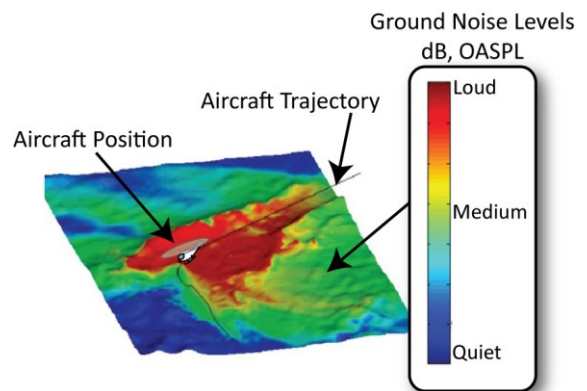 Ground Noise Levels
dB, OASPL
Loud
Aircraft Trajectory
Aircraft Position
Medium
Quiet